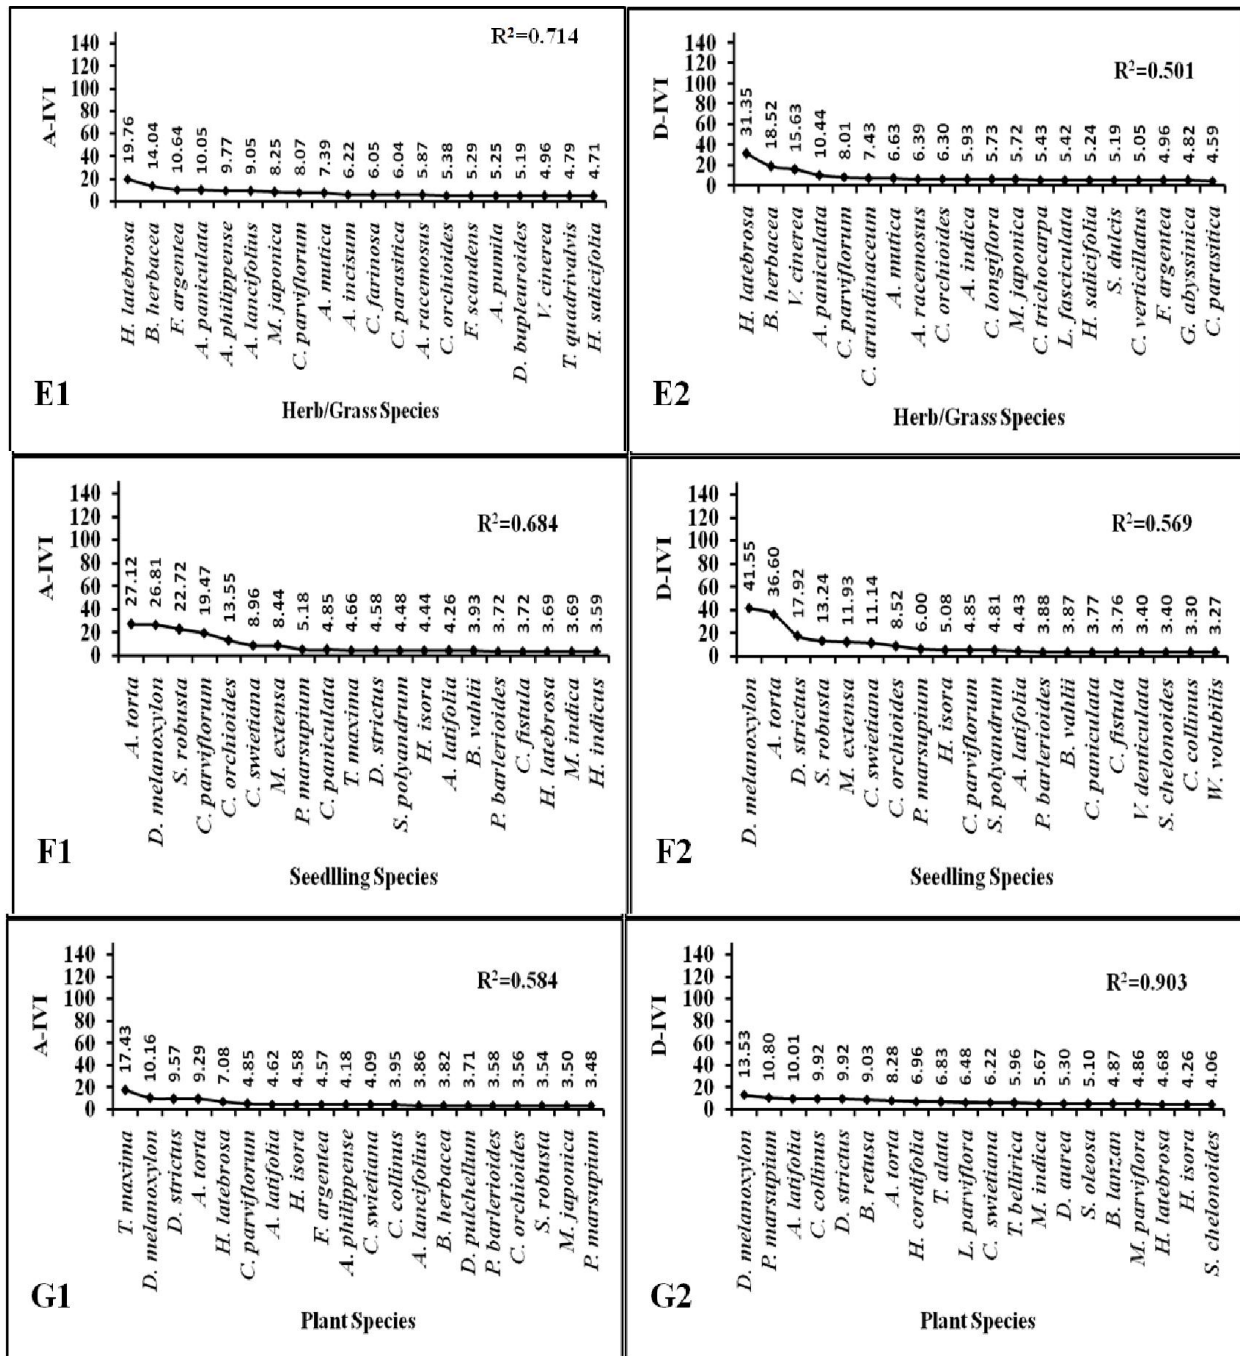 R²=0.714
A-IVI
140
120
100
80
60
40
20
0
19.76 14.04 10.64 10.05 9.77 9.05 8.25 8.07 7.39 6.22 6.05 6.04 5.87 5.38 5.29 5.25 5.19 4.96 4.79 4.71
H. latebrosa
B. herbacea
F. argentea
A. paniculata
A. philippense
A. lancifolius
M. japonica
C. parviflorum
A. mutica
A. incisum
C. farinosa
C. parasitica
A. racemosus
C. orchioides
F. scandens
A. pumila
D. bupleuroides
V. cinerea
T. quadrivalvis
H. salicifolia
E1
Herb/Grass Species
R²=0.501
D-IVI
140
120
100
80
60
40
20
0
31.35 18.52 15.63 10.44 8.01 7.43 6.63 6.39 6.30 5.93 5.73 5.72 5.43 5.42 5.24 5.19 5.05 4.96 4.82 4.59
H. latebrosa
B. herbacea
V. cinerea
A. paniculata
C. parviflorum
C. arundinaceum
A. mutica
A. racemosus
C. orchioides
A. indica
C. longiflora
M. japonica
C. trichocarpa
L. fasciculata
H. salicifolia
S. dulcis
C. verticillatus
F. argentea
G. abyssinica
C. parasitica
E2
Herb/Grass Species
R²=0.684
A-IVI
140
120
100
80
60
40
20
0
27.12 26.81 22.72 19.47 13.55 8.96 8.44 5.18 4.85 4.66 4.58 4.48 4.44 4.26 3.93 3.72 3.72 3.69 3.69 3.59
A. torta
D. melanoxylon
S. robusta
C. parviflorum
C. orchioides
C. swietiana
M. extensa
P. marsupium
C. paniculata
T. maxima
D. strictus
S. polyandrum
H. isora
A. latifolia
B. vahlii
P. barlerioides
C. fistula
H. latebrosa
M. indica
H. indicus
F1
Seedlling Species
R²=0.569
D-IVI
140
120
100
80
60
40
20
0
41.55 36.60 17.92 13.24 11.93 11.14 8.52 6.00 5.08 4.85 4.81 4.43 3.88 3.87 3.77 3.76 3.40 3.40 3.30 3.27
D. melanoxylon
A. torta
D. strictus
S. robusta
M. extensa
C. swietiana
C. orchioides
P. marsupium
H. isora
C. parviflorum
S. polyandrum
A. latifolia
P. barlerioides
B. vahlii
C. paniculata
C. fistula
V. denticulata
S. chelonoides
C. collinus
W. volubilis
F2
Seedling Species
R²=0.584
A-IVI
140
120
100
80
60
40
20
0
17.43 10.16 9.57 9.29 7.08 4.85 4.62 4.58 4.57 4.18 4.09 3.95 3.86 3.82 3.71 3.58 3.56 3.54 3.50 3.48
T. maxima
D. melanoxylon
D. strictus
A. torta
H. latebrosa
C. parviflorum
A. latifolia
H. isora
F. argentea
A. philippense
C. swietiana
C. collinus
A. lancifolius
B. herbacea
D. pulchellum
P. barlerioides
C. orchioides
S. robusta
M. japonica
P. marsupium
G1
Plant Species
R²=0.903
D-IVI
140
120
100
80
60
40
20
0
13.53 10.80 10.01 9.92 9.92 9.03 8.28 6.96 6.83 6.48 6.22 5.96 5.67 5.30 5.10 4.87 4.86 4.68 4.26 4.06
D. melanoxylon
P. marsupium
A. latifolia
C. collinus
D. strictus
B. retusa
A. torta
H. cordifolia
T. alata
L. parviflora
C. swietiana
T. bellirica
M. indica
D. aurea
S. oleosa
B. lanzan
M. parviflora
H. latebrosa
H. isora
S. chelonoides
G2
Plant Species